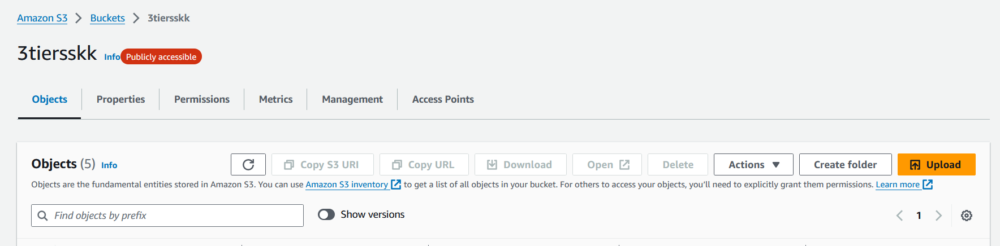 Amazon S3 > Buckets > 3tiersskk
3tiersskk Info Publicly accessible
Objects Properties Permissions Metrics Management Access Points
Objects (5) Info Copy S3 URI Copy URL Download Open Delete Actions Create folder Upload
Objects are the fundamental entities stored in Amazon S3. You can use Amazon S3 inventory to get a list of all objects in your bucket. For others to access your objects, you'll need to explicitly grant them permissions. Learn more
Find objects by prefix Show versions < 1 >